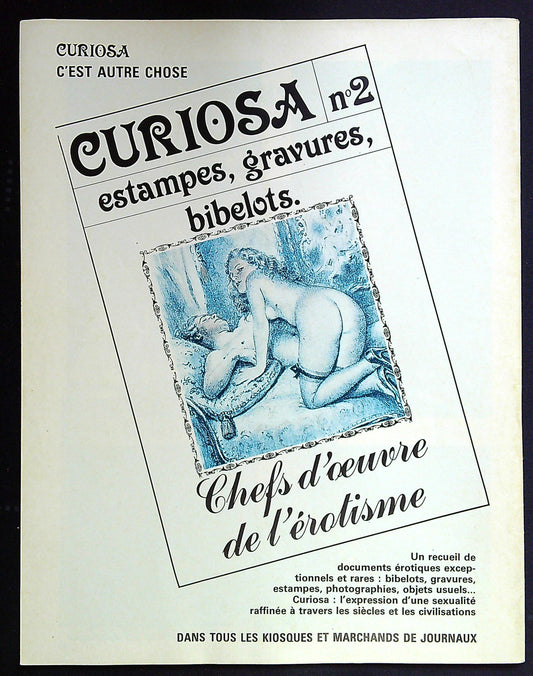 CURIOSA
C'EST AUTRE CHOSE
CURIOSA nº2
estampes, gravures,
bibelots.
Chefs d'œuvre
de l'érotisme
Un recueil de
documents érotiques excep-
tionnels et rares : bibelots, gravures,
estampes, photographies, objets usuels...
Curiosa : l'expression d'une sexualité
raffinée à travers les siècles et les civilisations
DANS TOUS LES KIOSQUES ET MARCHANDS DE JOURNAUX